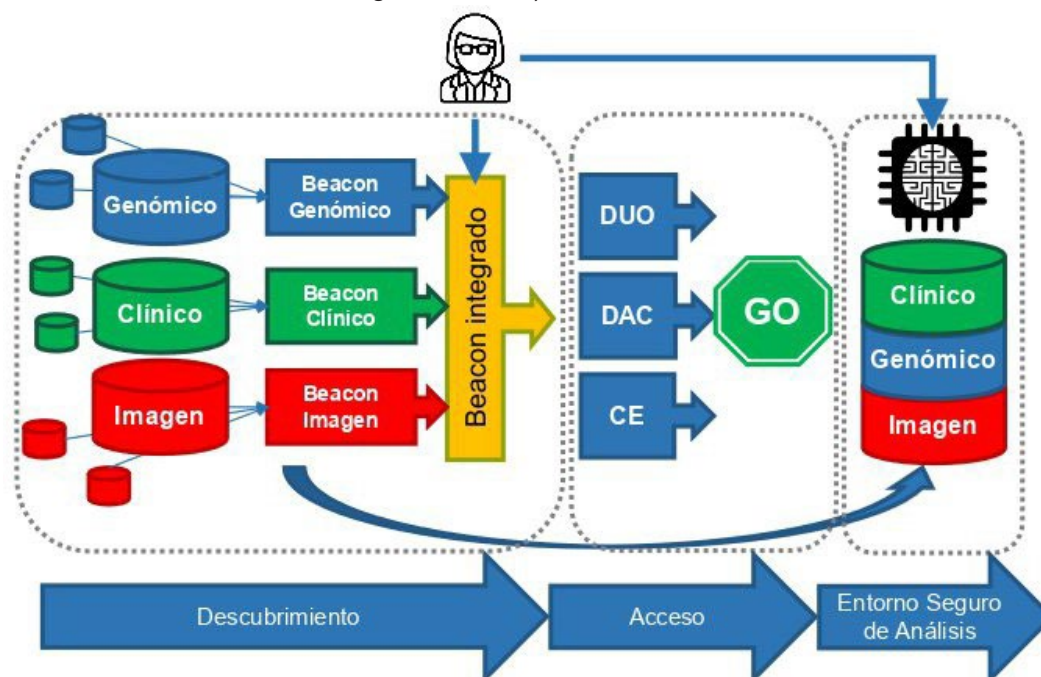 Genómico
Beacon
Genómico
Clínico
Beacon
Clínico
Imagen
Beacon
Imagen
Beacon integrado
DUO
DAC
CE
GO
Clínico
Genómico
Imagen
Descubrimiento
Acceso
Entorno Seguro
de Análisis